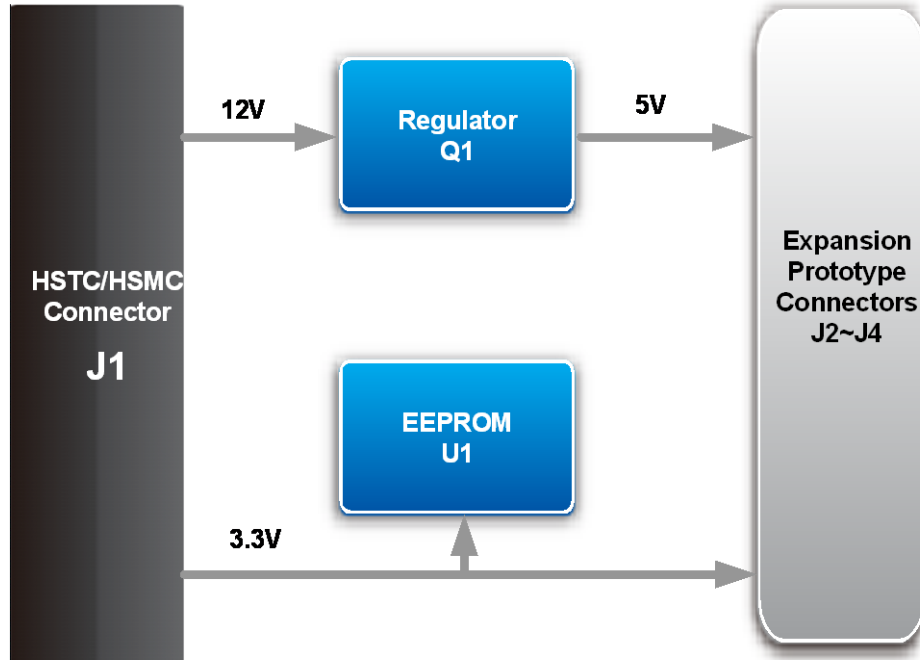 HSTC/HSMC
Connector
J1
12V
Regulator
Q1
5V
EEPROM
U1
3.3V
Expansion
Prototype
Connectors
J2~J4